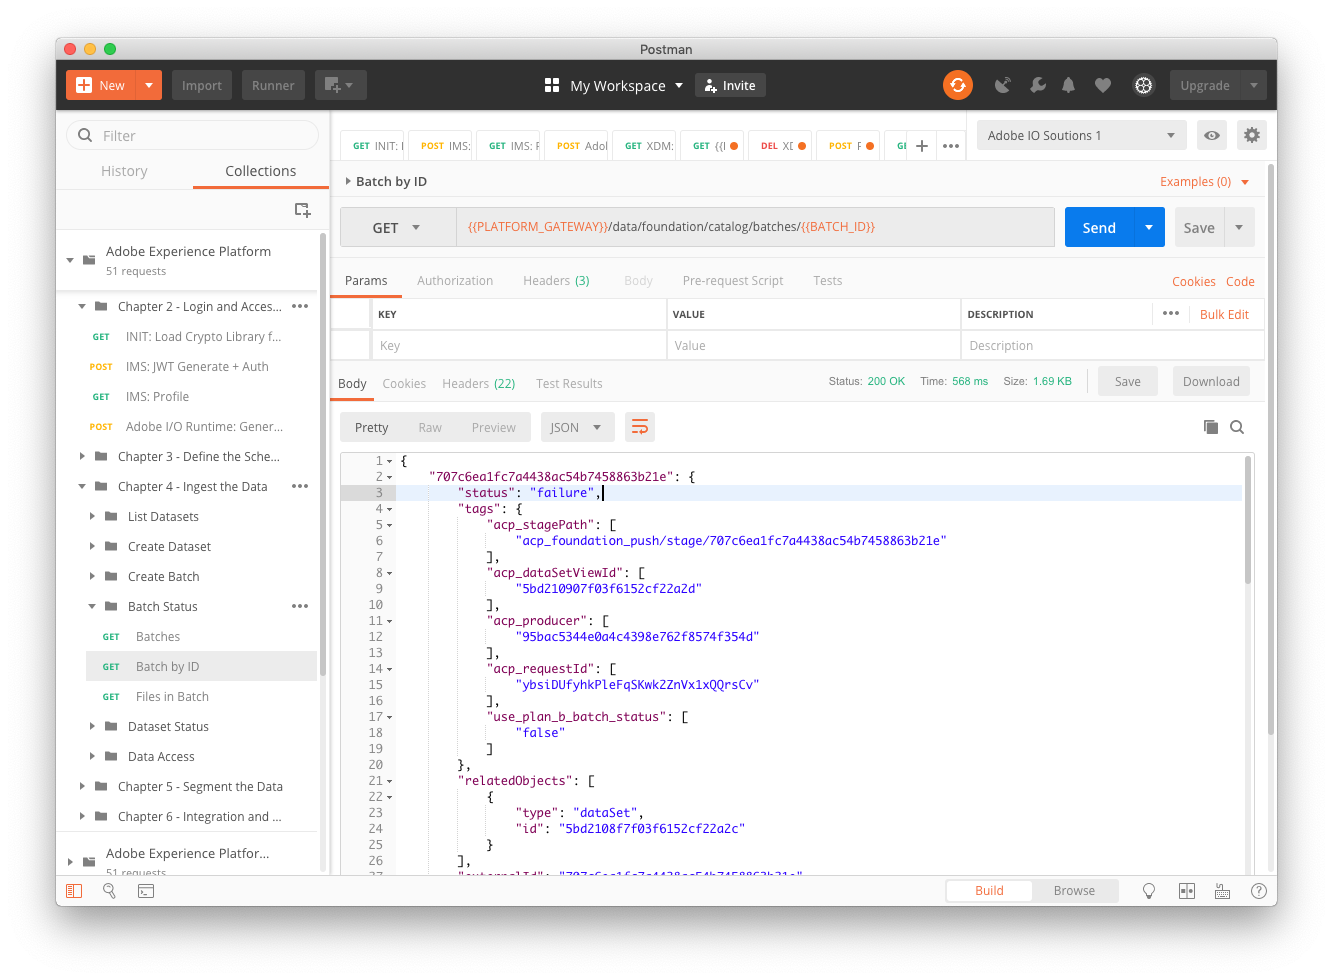 Postman
New
Import
Runner
My Workspace
Invite
Upgrade
Filter
History
Collections
Adobe Experience Platform
51 requests
Chapter 2 - Login and Acces...
GET INIT: Load Crypto Library f...
POST IMS: JWT Generate + Auth
GET IMS: Profile
POST Adobe I/O Runtime: Gener...
Chapter 3 - Define the Sche...
Chapter 4 - Ingest the Data
List Datasets
Create Dataset
Create Batch
Batch Status
GET Batches
GET Batch by ID
GET Files in Batch
Dataset Status
Data Access
Chapter 5 - Segment the Data
Chapter 6 - Integration and ...
Adobe Experience Platfor...
51 requests
GET INIT: POST IMS: GET IMS: POST Adol GET XDM: GET {{ DEL XI POST GE
Adobe IO Soutions 1
Batch by ID
Examples (0)
GET
{{PLATFORM_GATEWAY}}/data/foundation/catalog/batches/{{BATCH_ID}}
Send
Save
Params Authorization Headers (3) Body Pre-request Script Tests
Cookies Code
KEY VALUE DESCRIPTION
Bulk Edit
Key Value Description
Body Cookies Headers (22) Test Results
Status: 200 OK Time: 568 ms Size: 1.69 KB
Save
Download
Pretty Raw Preview
JSON
1 {
2 "707c6ea1fc7a4438ac54b7458863b21e": {
3 "status": "failure",
4 "tags": {
5 "acp_stagePath": [
6 "acp_foundation_push/stage/707c6ea1fc7a4438ac54b7458863b21e"
7 ],
8 "acp_dataSetViewId": [
9 "5bd210907f03f6152cf22a2d"
10 ],
11 "acp_producer": [
12 "95bac5344e0a4c4398e762f8574f354d"
13 ],
14 "acp_requestId": [
15 "ybsiDUfyhkPleFqSKwk2ZnVx1xQQrsCv"
16 ],
17 "use_plan_b_batch_status": [
18 "false"
19 ]
20 },
21 "relatedObjects": [
22 {
23 "type": "dataSet",
24 "id": "5bd2108f7f03f6152cf22a2c"
25 }
26 ],
27 "externalId": "707c6ea1fc7a4438ac54b7458863b21e",
Build
Browse